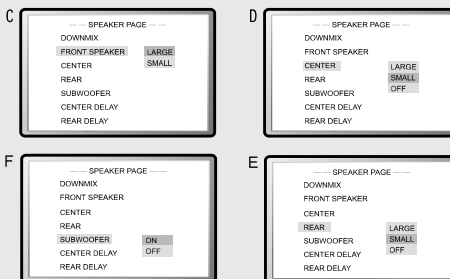 C
— — SPEAKER PAGE — —
DOWNMIX
FRONT SPEAKER LARGE
CENTER SMALL
REAR
SUBWOOFER
CENTER DELAY
REAR DELAY
D
— — SPEAKER PAGE — —
DOWNMIX
FRONT SPEAKER
CENTER LARGE
REAR SMALL
SUBWOOFER OFF
CENTER DELAY
REAR DELAY
F
— — SPEAKER PAGE — —
DOWNMIX
FRONT SPEAKER
CENTER
REAR
SUBWOOFER ON
CENTER DELAY OFF
REAR DELAY
E
— — SPEAKER PAGE — —
DOWNMIX
FRONT SPEAKER
CENTER
REAR LARGE
SUBWOOFER SMALL
CENTER DELAY OFF
REAR DELAY